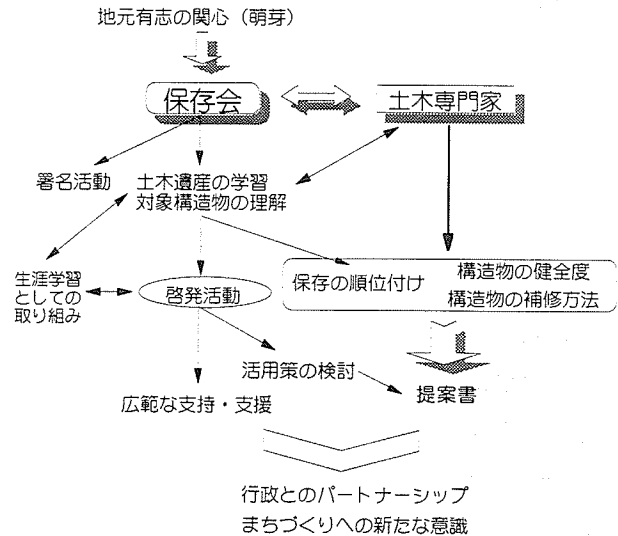 地元有志の関心（萌芽）
保存会
土木専門家
署名活動
土木遺産の学習
対象構造物の理解
生涯学習
としての
取り組み
啓発活動
保存の順位付け
構造物の健全度
構造物の補修方法
活用策の検討
提案書
広範な支持・支援
行政とのパートナーシップ
まちづくりへの新たな意識